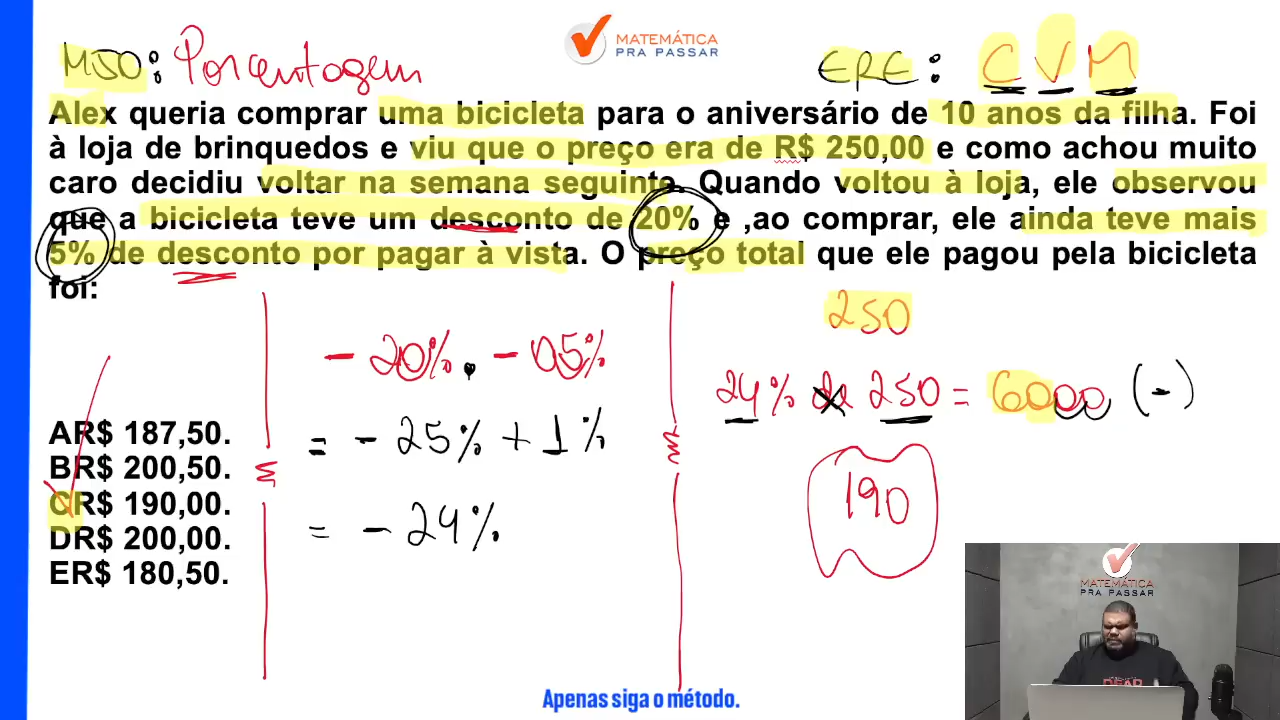 MATEMÁTICA
PRA PASSAR
MSO: Porcentagem
ERE: C V M
Alex queria comprar uma bicicleta para o aniversário de 10 anos da filha. Foi
à loja de brinquedos e viu que o preço era de R$ 250,00 e como achou muito
caro decidiu voltar na semana seguinte. Quando voltou à loja, ele observou
que a bicicleta teve um desconto de 20% e ,ao comprar, ele ainda teve mais
5% de desconto por pagar à vista. O preço total que ele pagou pela bicicleta
foi:
AR$ 187,50.
BR$ 200,50.
CR$ 190,00.
DR$ 200,00.
ER$ 180,50.
- 20% . - 05%
= - 25% + 1%
= - 24%
250
24% de 250 = 6000 (-)
190
MATEMÁTICA
PRA PASSAR
Apenas siga o método.